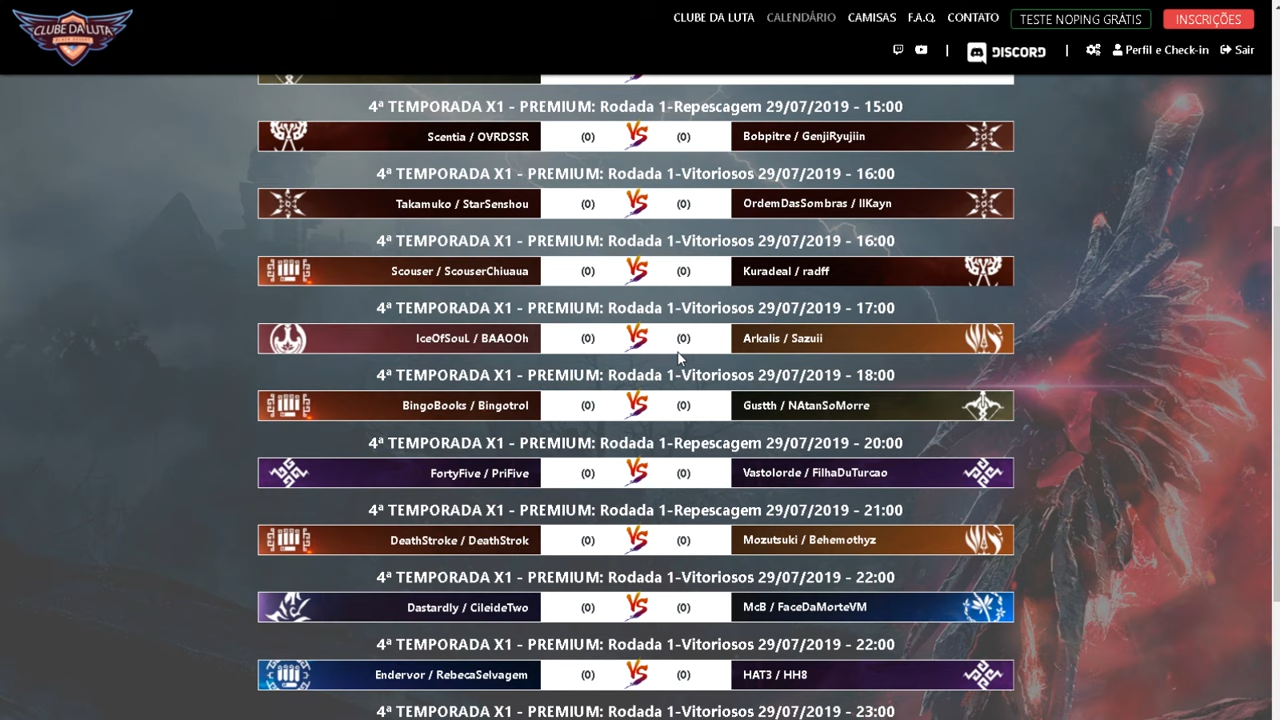 CLUBE DA LUTA
CLUBE DA LUTA CALENDÁRIO CAMISAS F.A.Q. CONTATO TESTE NOPING GRÁTIS INSCRIÇÕES
| DISCORD | Perfil e Check-in Sair
4ª TEMPORADA X1 - PREMIUM: Rodada 1-Repescagem 29/07/2019 - 15:00
Scentia / OVRDSSR (0) VS (0) Bobpitre / GenjiRyujiin
4ª TEMPORADA X1 - PREMIUM: Rodada 1-Vitoriosos 29/07/2019 - 16:00
Takamuko / StarSenshou (0) VS (0) OrdemDasSombras / IlKayn
4ª TEMPORADA X1 - PREMIUM: Rodada 1-Vitoriosos 29/07/2019 - 16:00
Scouser / ScouserChiuaua (0) VS (0) Kuradeal / radff
4ª TEMPORADA X1 - PREMIUM: Rodada 1-Vitoriosos 29/07/2019 - 17:00
IceOfSouL / BAAOOh (0) VS (0) Arkalis / Sazuii
4ª TEMPORADA X1 - PREMIUM: Rodada 1-Vitoriosos 29/07/2019 - 18:00
BingoBooks / Bingotrol (0) VS (0) Gustth / NAtanSoMorre
4ª TEMPORADA X1 - PREMIUM: Rodada 1-Repescagem 29/07/2019 - 20:00
FortyFive / PriFive (0) VS (0) Vastolorde / FilhaDuTurcao
4ª TEMPORADA X1 - PREMIUM: Rodada 1-Repescagem 29/07/2019 - 21:00
DeathStroke / DeathStrok (0) VS (0) Mozutsuki / Behemothyz
4ª TEMPORADA X1 - PREMIUM: Rodada 1-Vitoriosos 29/07/2019 - 22:00
Dastardly / CileideTwo (0) VS (0) McB / FaceDaMorteVM
4ª TEMPORADA X1 - PREMIUM: Rodada 1-Vitoriosos 29/07/2019 - 22:00
Endervor / RebecaSelvagem (0) VS (0) HAT3 / HH8
4ª TEMPORADA X1 - PREMIUM: Rodada 1-Vitoriosos 29/07/2019 - 23:00